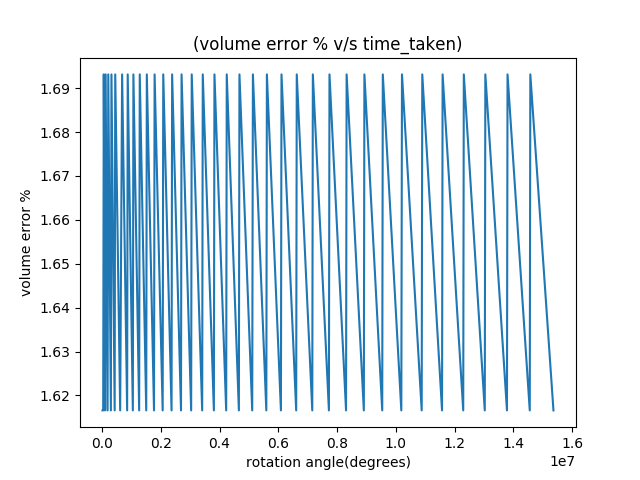 (volume error % v/s time_taken)
1.69
1.68
1.67
1.66
1.65
1.64
1.63
1.62
volume error %
0.0 0.2 0.4 0.6 0.8 1.0 1.2 1.4 1.6
1e7
rotation angle(degrees)